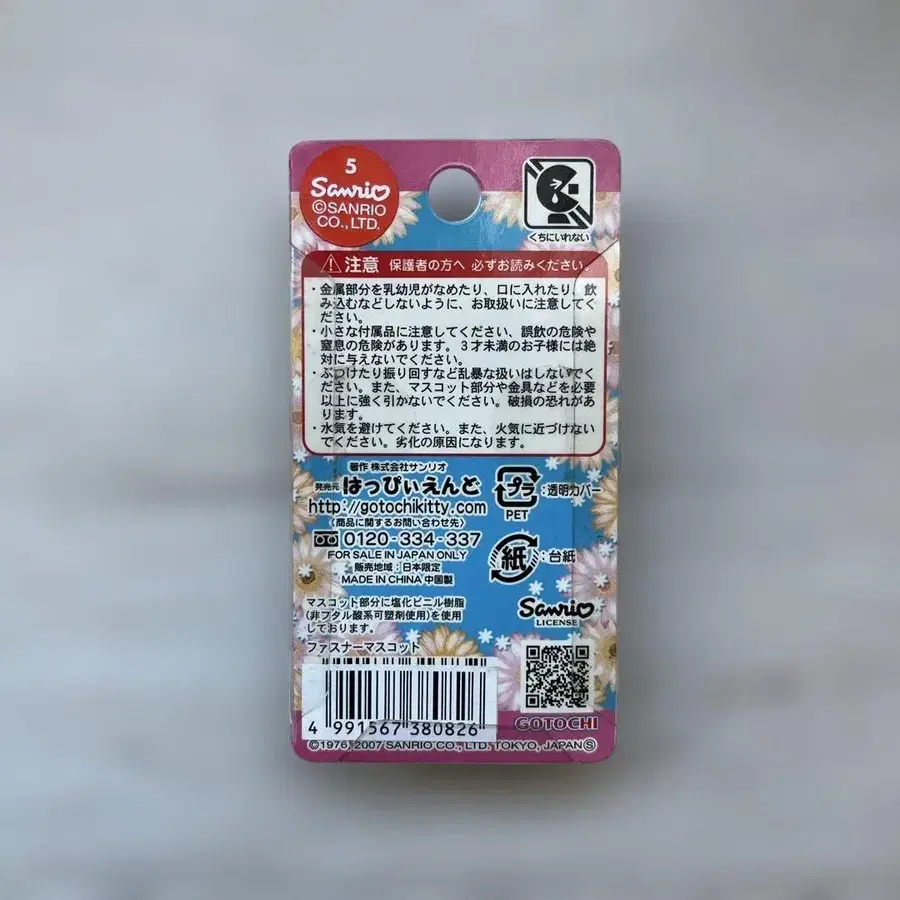 5
Sanrio
©SANRIO
CO., LTD.
くちにいれない
注意 保護者の方へ 必ずお読みください。
・金属部分を乳幼児がなめたり、口に入れたり、飲
み込むなどしないように、お取扱いに注意してく
ださい。
・小さな付属品に注意してください、誤飲の危険や
窒息の危険があります。3才未満のお子様には絶
対に与えないでください。
・ぶつけたり振り回すなど乱暴な扱いはしないでく
ださい。また、マスコット部分や金具などを必要
以上に強く引かないでください。破損の恐れがあ
ります。
・水気を避けてください。また、火気に近づけない
でください。劣化の原因になります。
著作 株式会社サンリオ
発売元 はっぴぃえんど
http://gotochikitty.com
〈商品に関するお問い合わせ先〉
0120-334-337
FOR SALE IN JAPAN ONLY
販売地域：日本限定
MADE IN CHINA 中国製
プラ ：透明カバー
PET
紙 ：台紙
マスコット部分に塩化ビニル樹脂
(非フタル酸系可塑剤使用)を使用
しております。
Sanrio
LICENSE
ファスナーマスコット
4 991567 380826
GOTOCHI
©1976, 2007 SANRIO CO., LTD. TOKYO, JAPAN Ⓢ